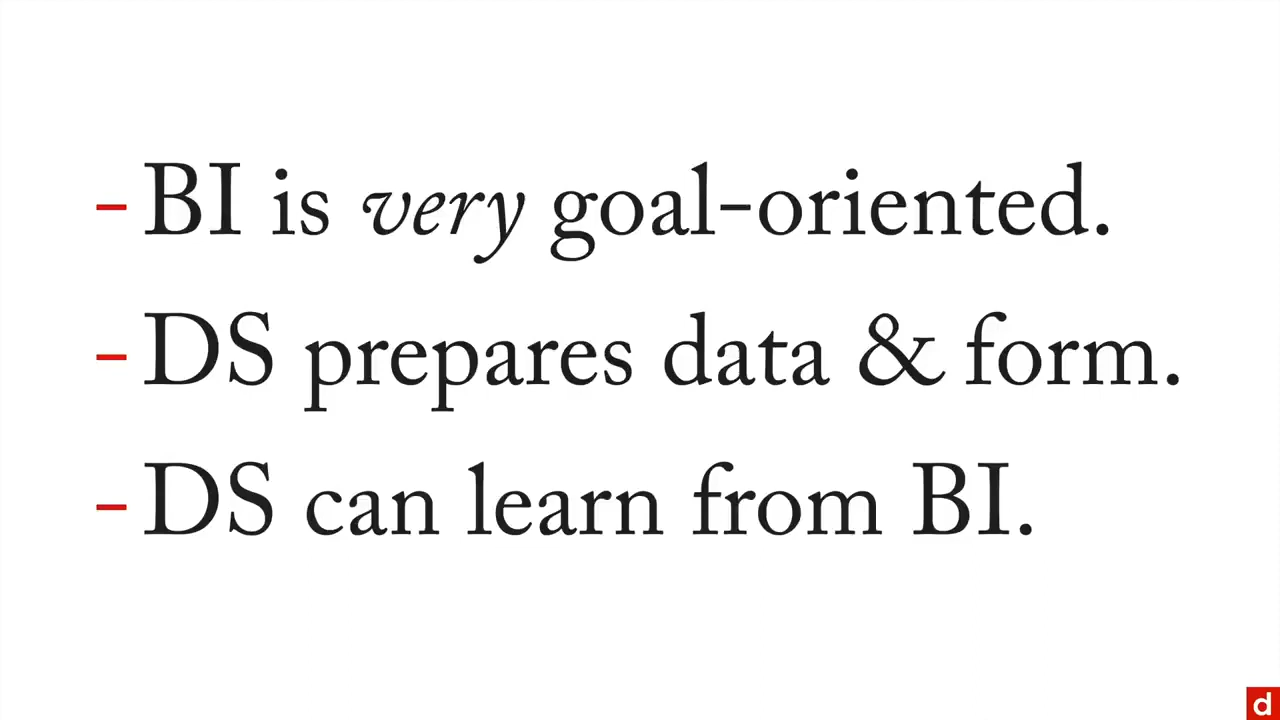 - BI is very goal-oriented.
- DS prepares data & form.
- DS can learn from BI.
d